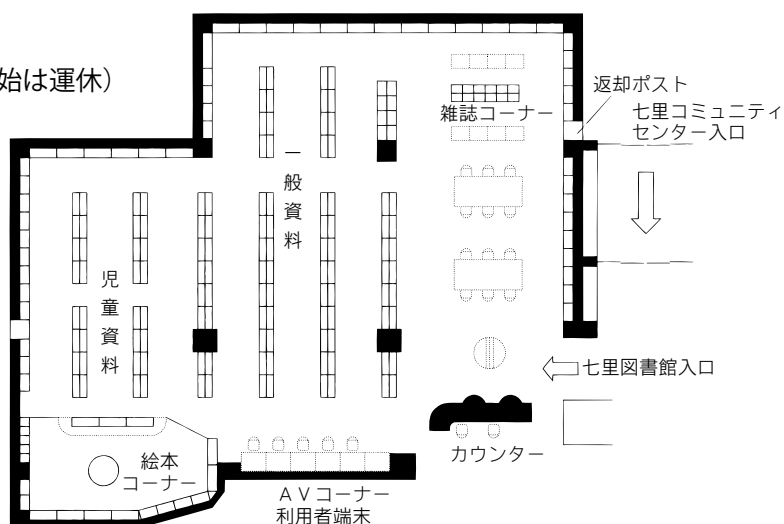 始は運休）
返却ポスト
七里コミュニティ
センター入口
雑誌コーナー
一般資料
児童資料
七里図書館入口
カウンター
絵本
コーナー
ＡＶコーナー
利用者端末